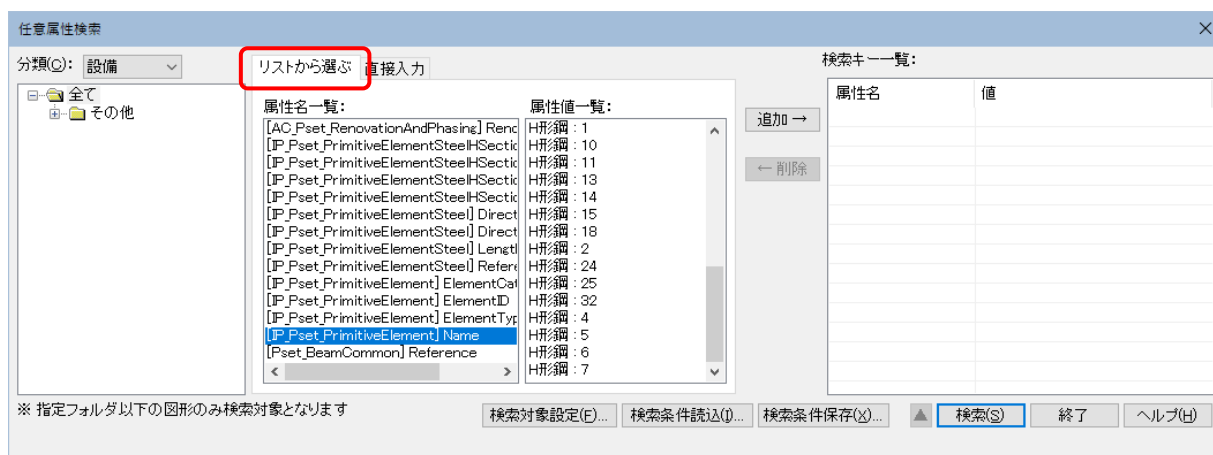 任意属性検索
×
分類(C): 設備
全て
その他
リストから選ぶ 直接入力
属性名一覧:
[AC_Pset_RenovationAndPhasing] Renc
[IP_Pset_PrimitiveElementSteelHSectic
[IP_Pset_PrimitiveElementSteelHSectic
[IP_Pset_PrimitiveElementSteelHSectic
[IP_Pset_PrimitiveElementSteelHSectic
[IP_Pset_PrimitiveElementSteel] Direct
[IP_Pset_PrimitiveElementSteel] Direct
[IP_Pset_PrimitiveElementSteel] Lengtl
[IP_Pset_PrimitiveElementSteel] Refere
[IP_Pset_PrimitiveElement] ElementCat
[IP_Pset_PrimitiveElement] ElementID
[IP_Pset_PrimitiveElement] ElementTyp
[IP_Pset_PrimitiveElement] Name
[Pset_BeamCommon] Reference
属性値一覧:
H形鋼:1
H形鋼:10
H形鋼:11
H形鋼:13
H形鋼:14
H形鋼:15
H形鋼:18
H形鋼:2
H形鋼:24
H形鋼:25
H形鋼:32
H形鋼:4
H形鋼:5
H形鋼:6
H形鋼:7
追加→
←削除
検索キー一覧:
属性名 値
※ 指定フォルダ以下の図形のみ検索対象となります
検索対象設定(F)... 検索条件読込(I)... 検索条件保存(X)... ▲ 検索(S) 終了 ヘルプ(H)